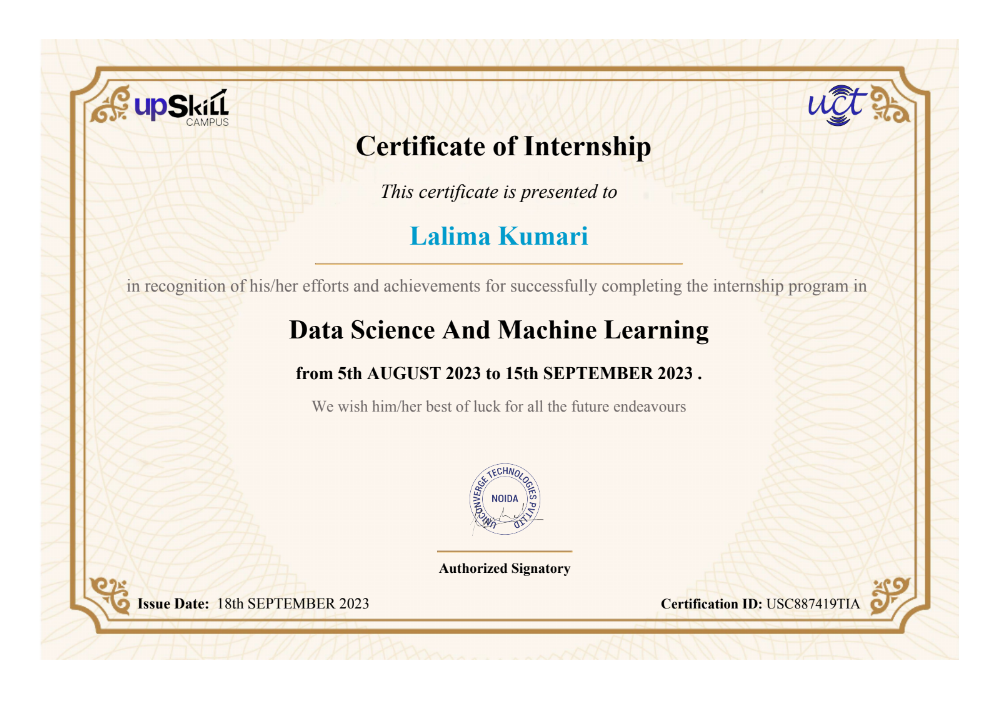 upSkill
CAMPUS
uct
Certificate of Internship
This certificate is presented to
Lalima Kumari
in recognition of his/her efforts and achievements for successfully completing the internship program in
Data Science And Machine Learning
from 5th AUGUST 2023 to 15th SEPTEMBER 2023 .
We wish him/her best of luck for all the future endeavours
UNICONVERGE TECHNOLOGIES PVT.LTD
NOIDA
Authorized Signatory
Issue Date: 18th SEPTEMBER 2023
Certification ID: USC887419TIA